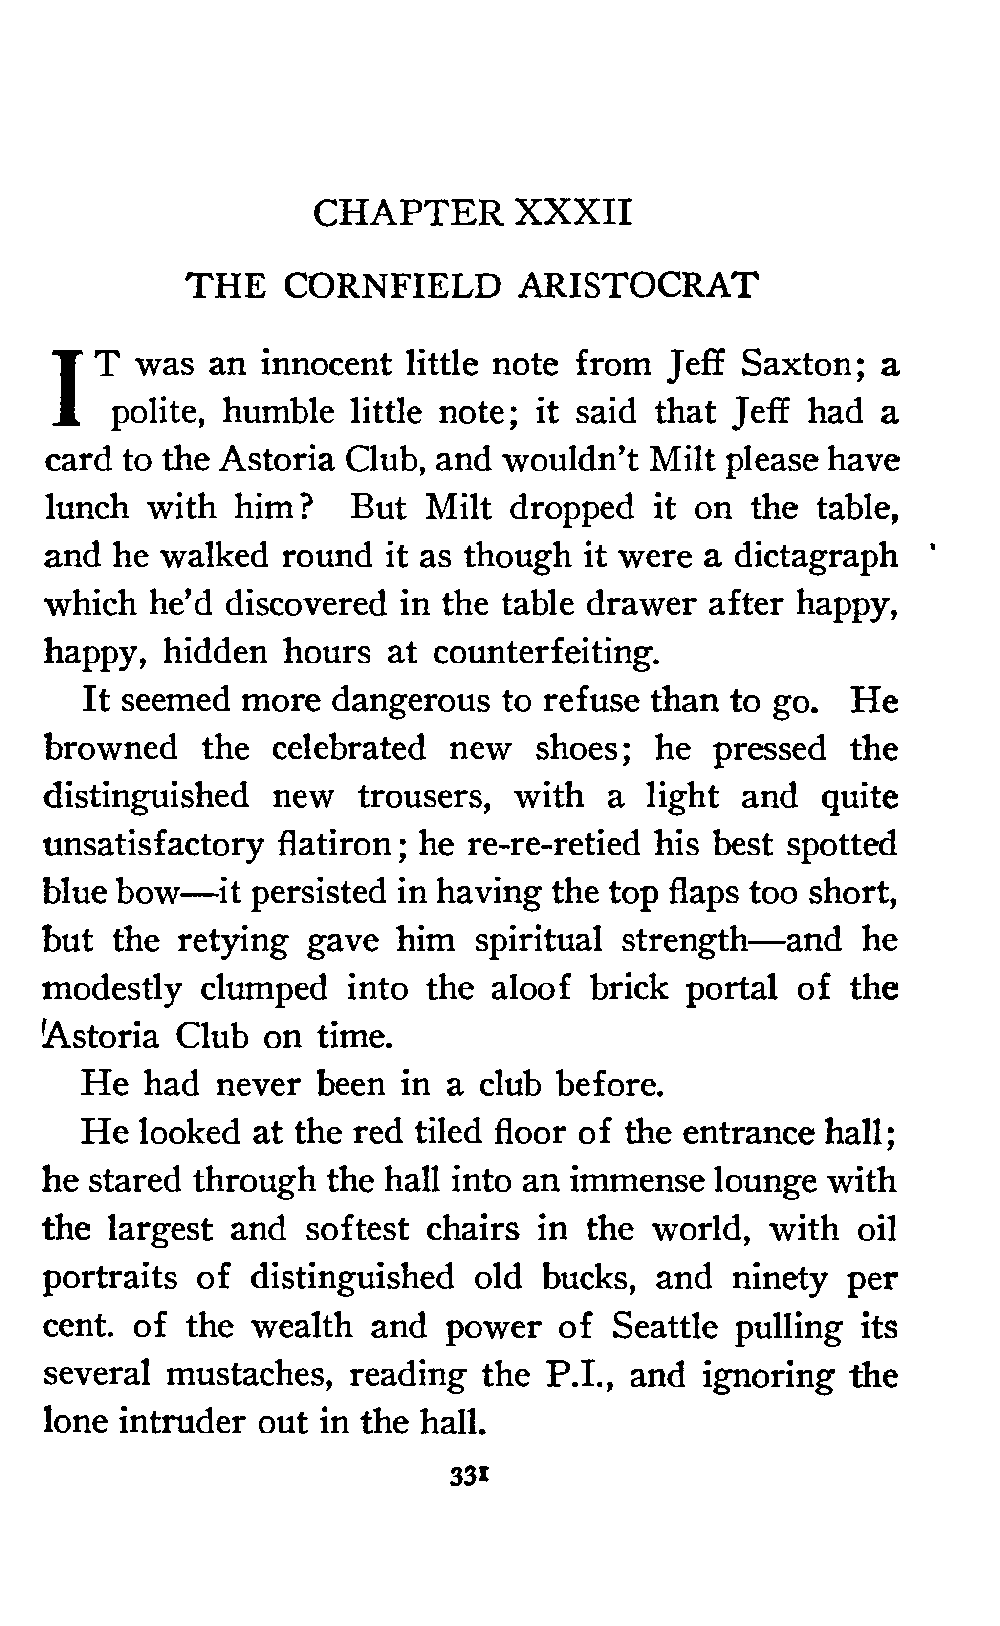 CHAPTER XXXII
THE CORNFIELD ARISTOCRAT
IT was an innocent little note from Jeff Saxton; a
polite, humble little note; it said that Jeff had a
card to the Astoria Club, and wouldn't Milt please have
lunch with him? But Milt dropped it on the table,
and he walked round it as though it were a dictagraph
which he'd discovered in the table drawer after happy,
happy, hidden hours at counterfeiting.
It seemed more dangerous to refuse than to go. He
browned the celebrated new shoes; he pressed the
distinguished new trousers, with a light and quite
unsatisfactory flatiron; he re-re-retied his best spotted
blue bow—it persisted in having the top flaps too short,
but the retying gave him spiritual strength—and he
modestly clumped into the aloof brick portal of the
Astoria Club on time.
He had never been in a club before.
He looked at the red tiled floor of the entrance hall;
he stared through the hall into an immense lounge with
the largest and softest chairs in the world, with oil
portraits of distinguished old bucks, and ninety per
cent. of the wealth and power of Seattle pulling its
several mustaches, reading the P.I., and ignoring the
lone intruder out in the hall.
331